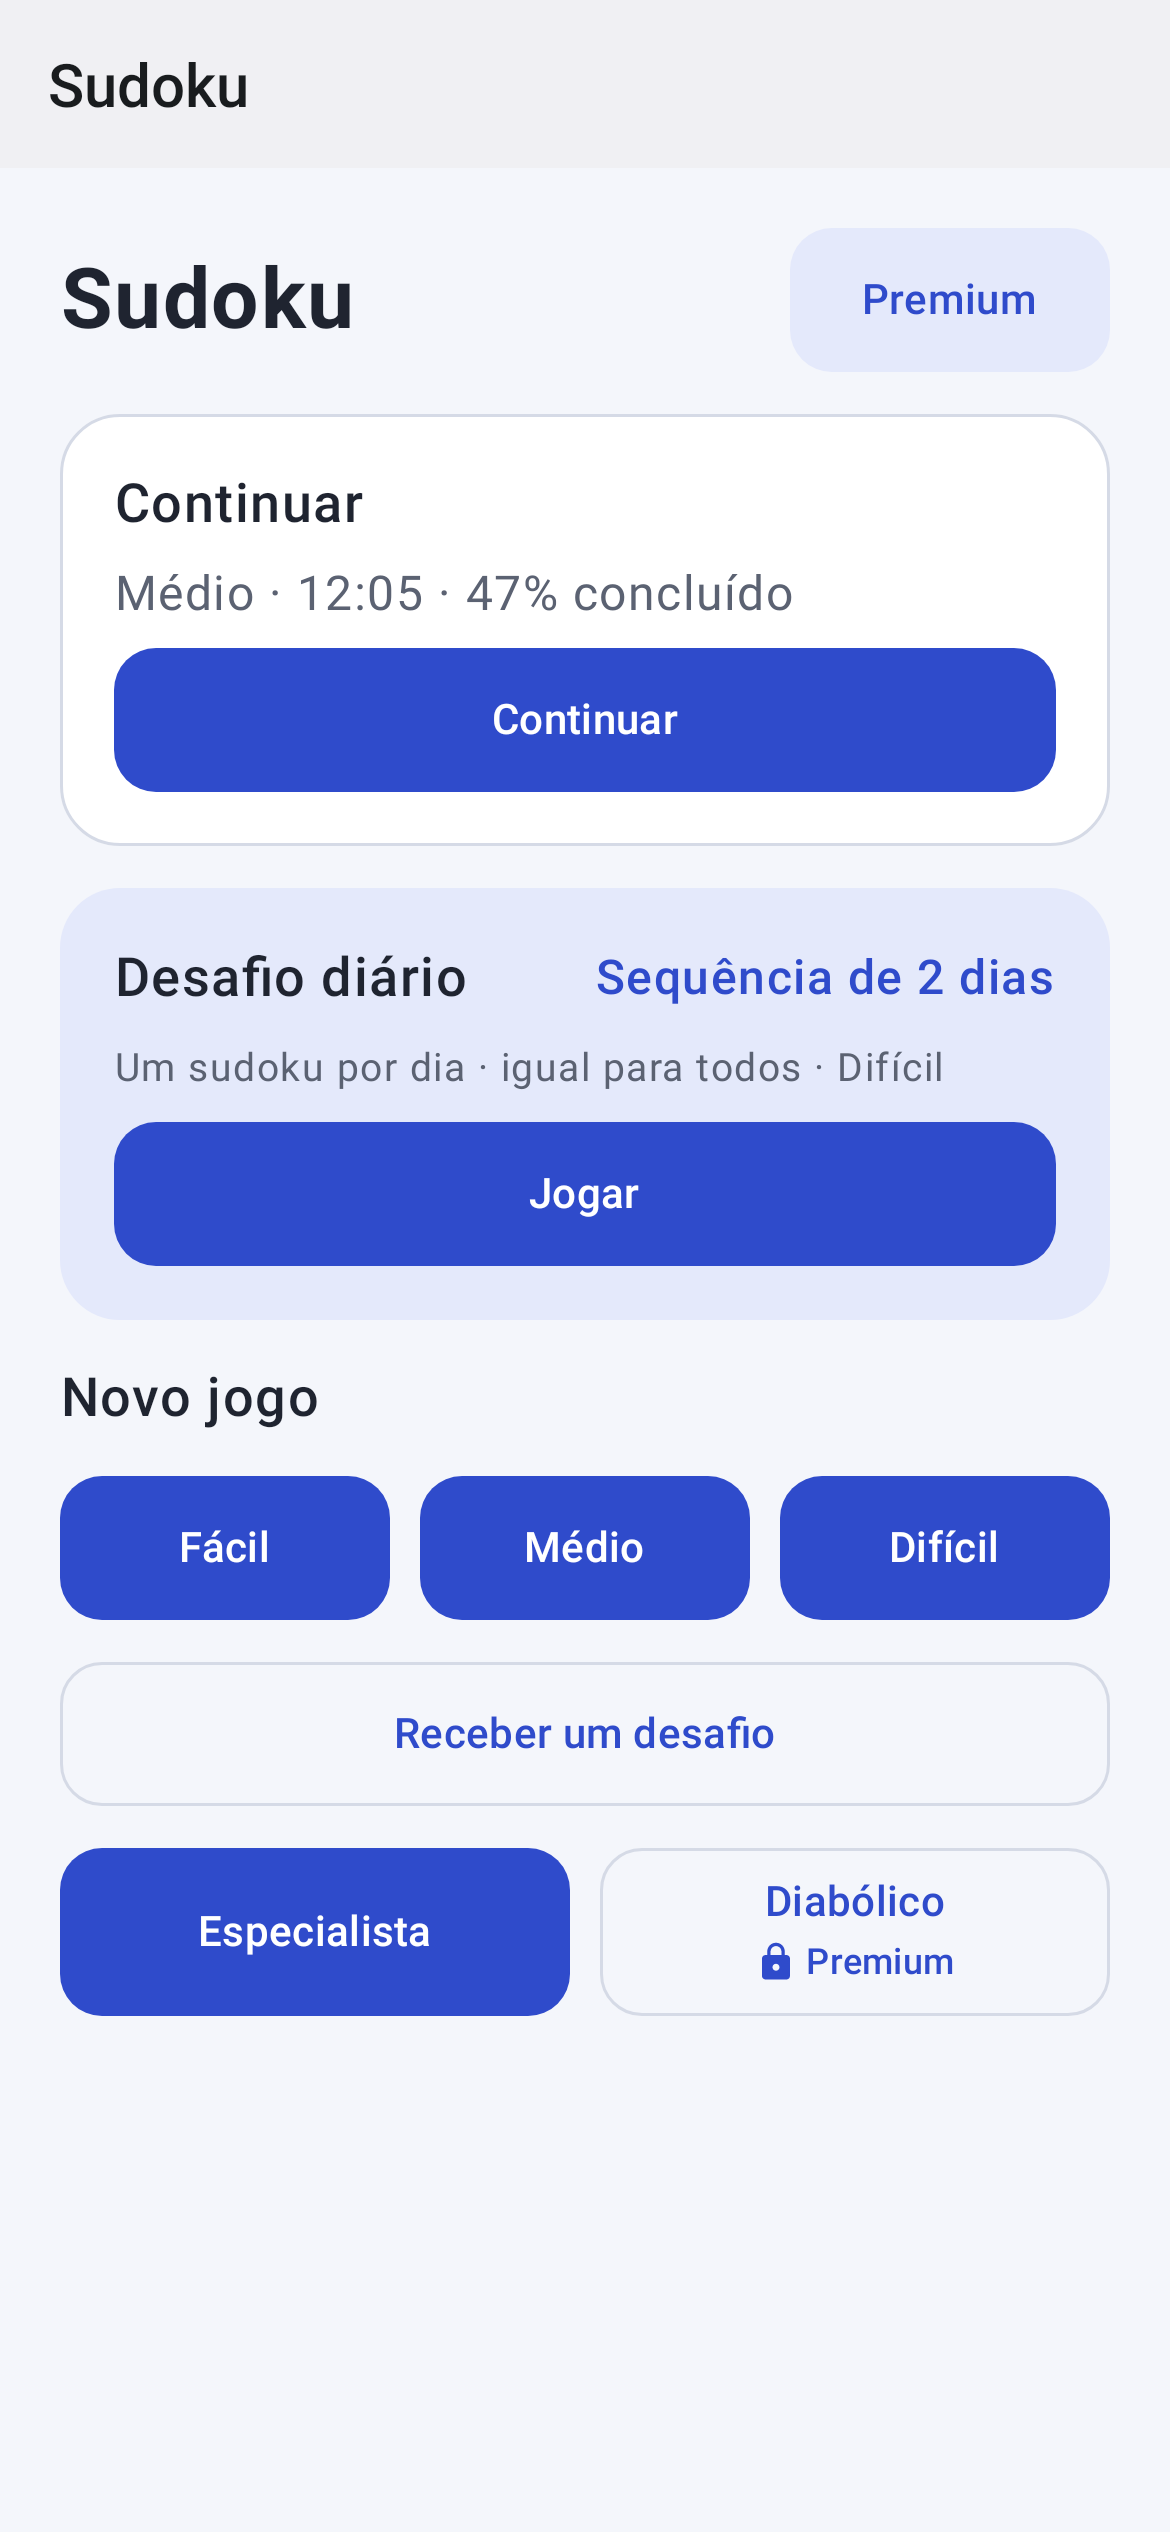 Sudoku
Sudoku
Premium
Continuar
Médio · 12:05 · 47% concluído
Continuar
Desafio diário
Sequência de 2 dias
Um sudoku por dia · igual para todos · Difícil
Jogar
Novo jogo
Fácil
Médio
Difícil
Receber um desafio
Especialista
Diabólico
Premium